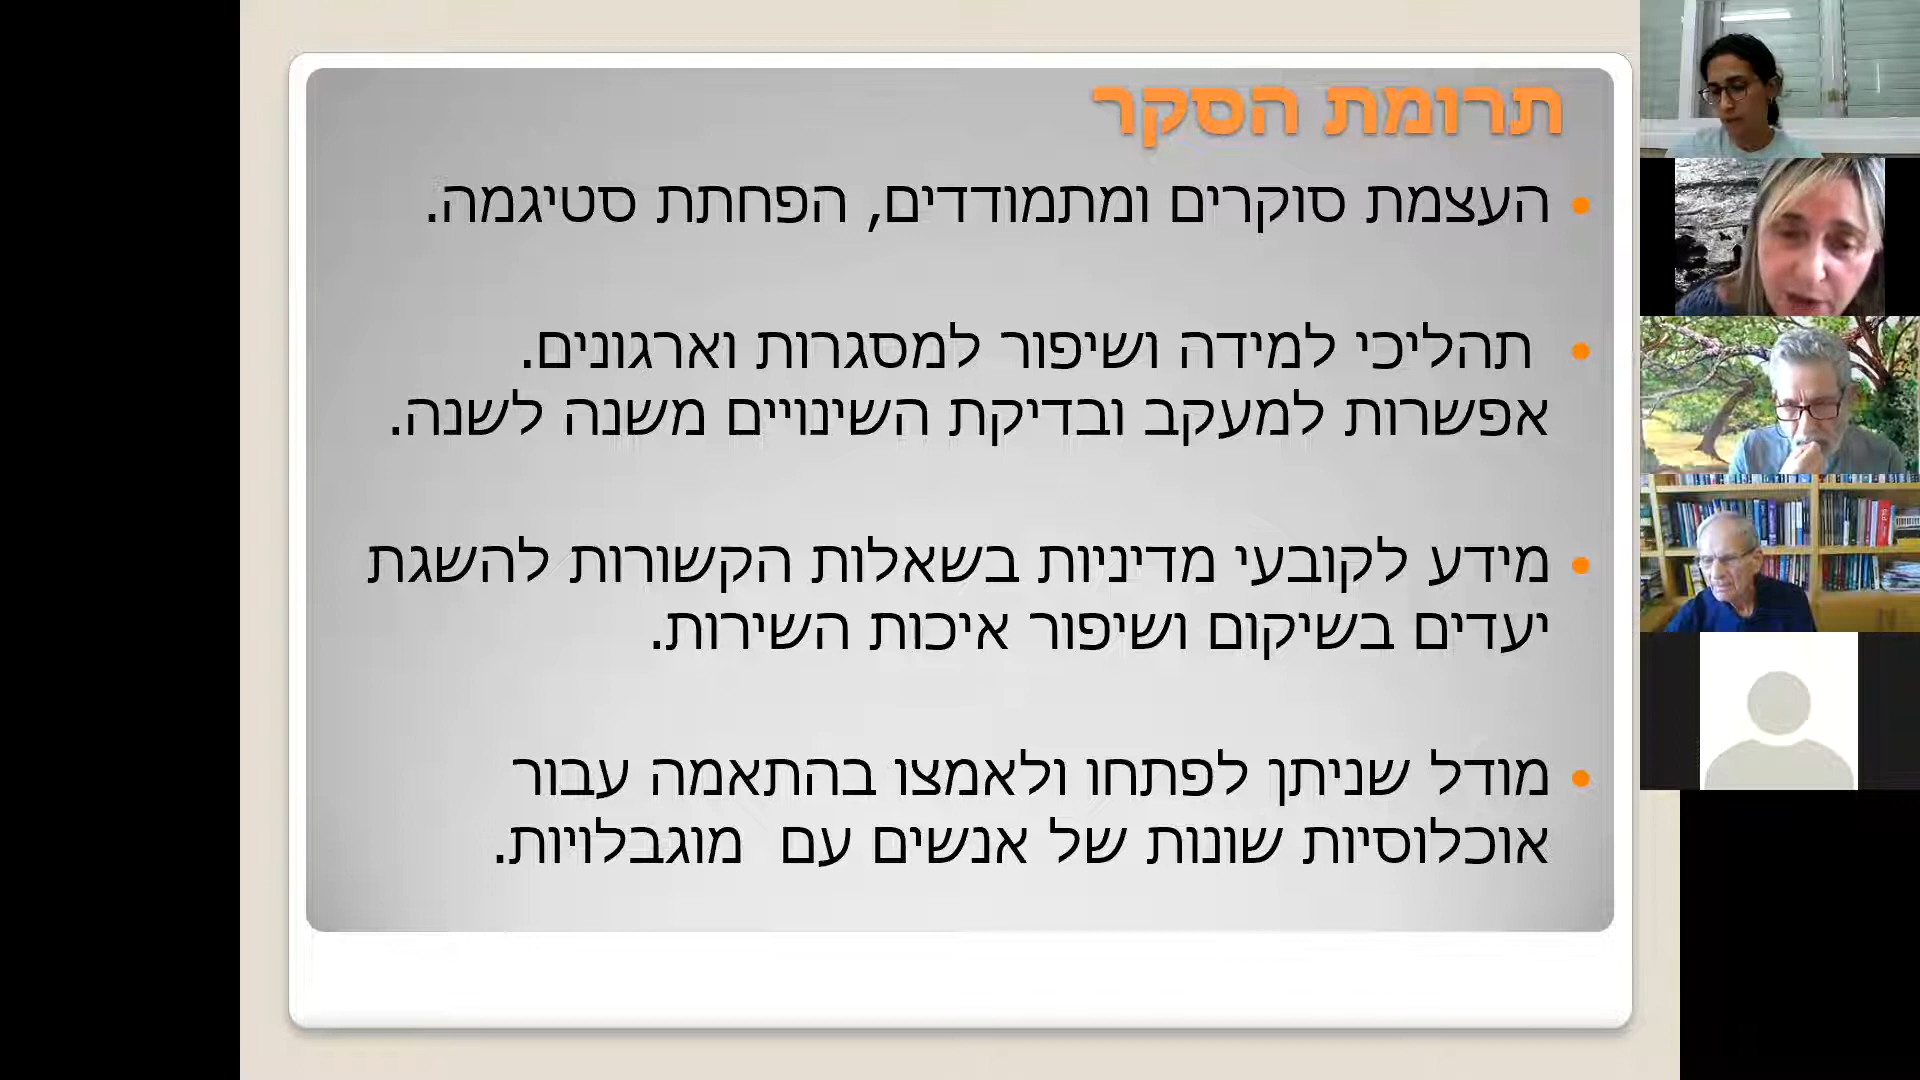 תרומת הסקר
• העצמת סוקרים ומתמודדים, הפחתת סטיגמה.
• תהליכי למידה ושיפור למסגרות וארגונים.
אפשרות למעקב ובדיקת השינויים משנה לשנה.
• מידע לקובעי מדיניות בשאלות הקשורות להשגת
יעדים בשיקום ושיפור איכות השירות.
• מודל שניתן לפתחו ולאמצו בהתאמה עבור
אוכלוסיות שונות של אנשים עם מוגבלויות.